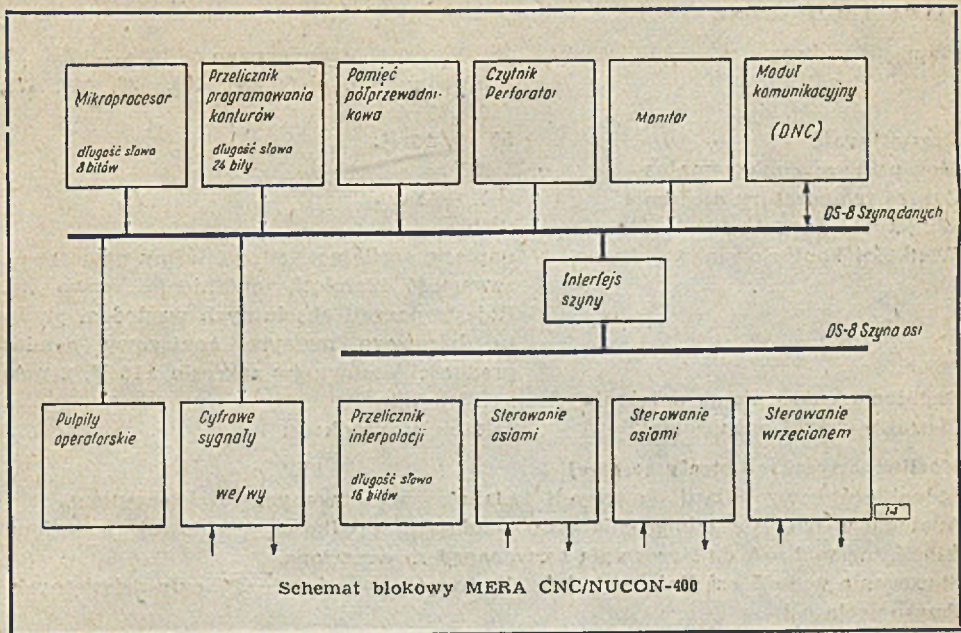 Mikroprocesor
długość słowa
8 bitów
Przelicznik
programowania
konturów
długość słowa
24 biły
Pamięć
półprzewodni-
kowa
Czytnik
Perforator
Monitor
Moduł
komunikacyjny
(DNC)
DS-8 Szyna danych
Interfejs
szyny
DS-8 Szyna osi
Pulpity
operatorskie
Cyfrowe
sygnały
we/wy
Przelicznik
interpolacji
długość słowa
16 bitów
Sterowanie
osiami
Sterowanie
osiami
Sterowanie
wrzecionem
Schemat blokowy MERA CNC/NUCON-400